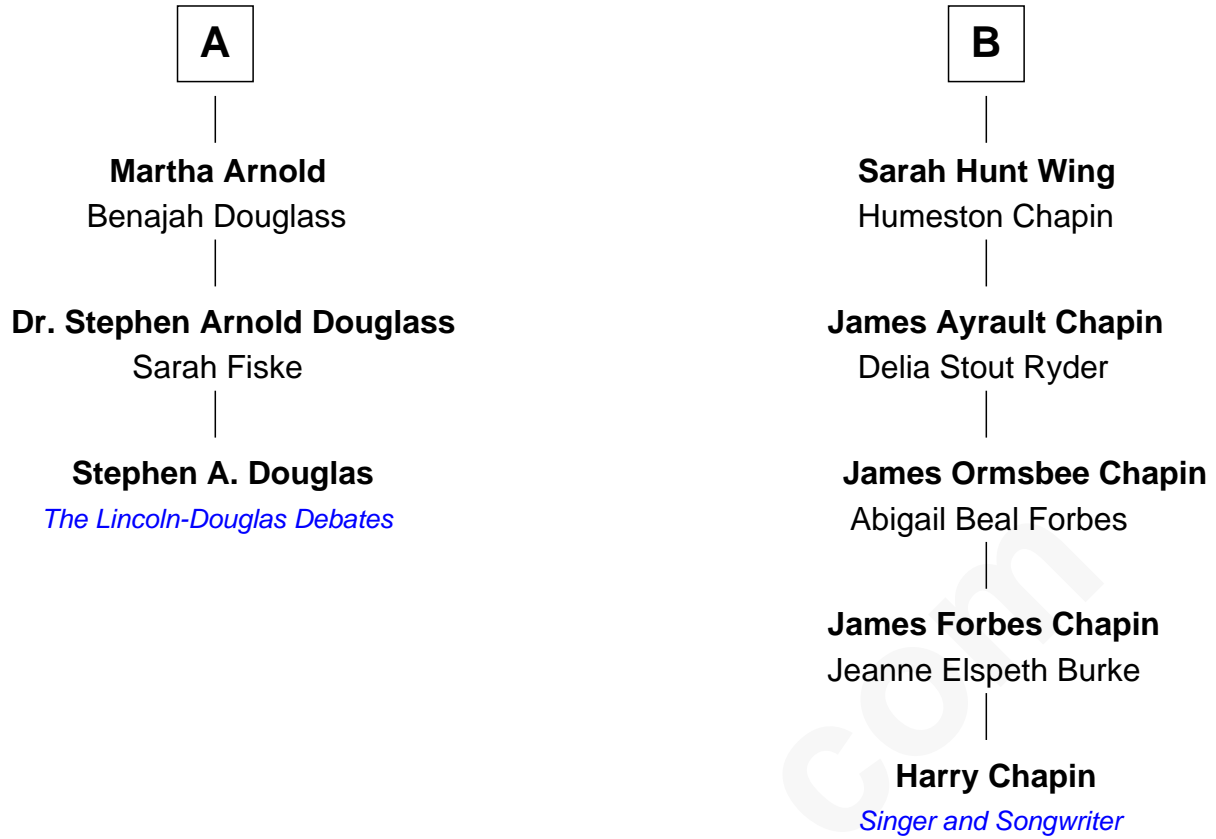 A
Martha Arnold
Benajah Douglass
Dr. Stephen Arnold Douglass
Sarah Fiske
Stephen A. Douglas
The Lincoln-Douglas Debates
B
Sarah Hunt Wing
Humeston Chapin
James Ayrault Chapin
Delia Stout Ryder
James Ormsbee Chapin
Abigail Beal Forbes
James Forbes Chapin
Jeanne Elspeth Burke
Harry Chapin
Singer and Songwriter
com